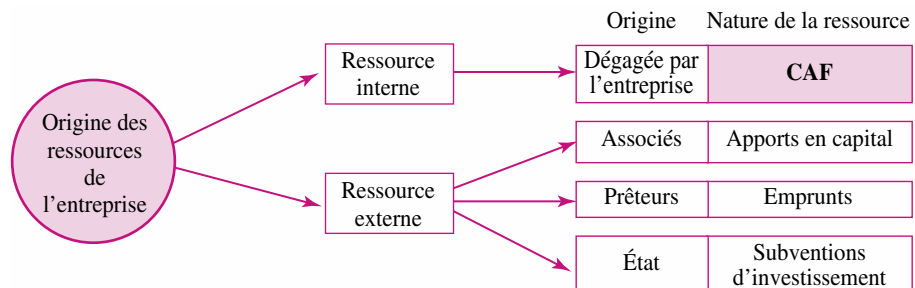 Origine Nature de la ressource
Origine des
ressources
de
l'entreprise
Ressource
interne
Dégagée par
l'entreprise
CAF
Ressource
externe
Associés Apports en capital
Prêteurs Emprunts
État
Subventions
d'investissement